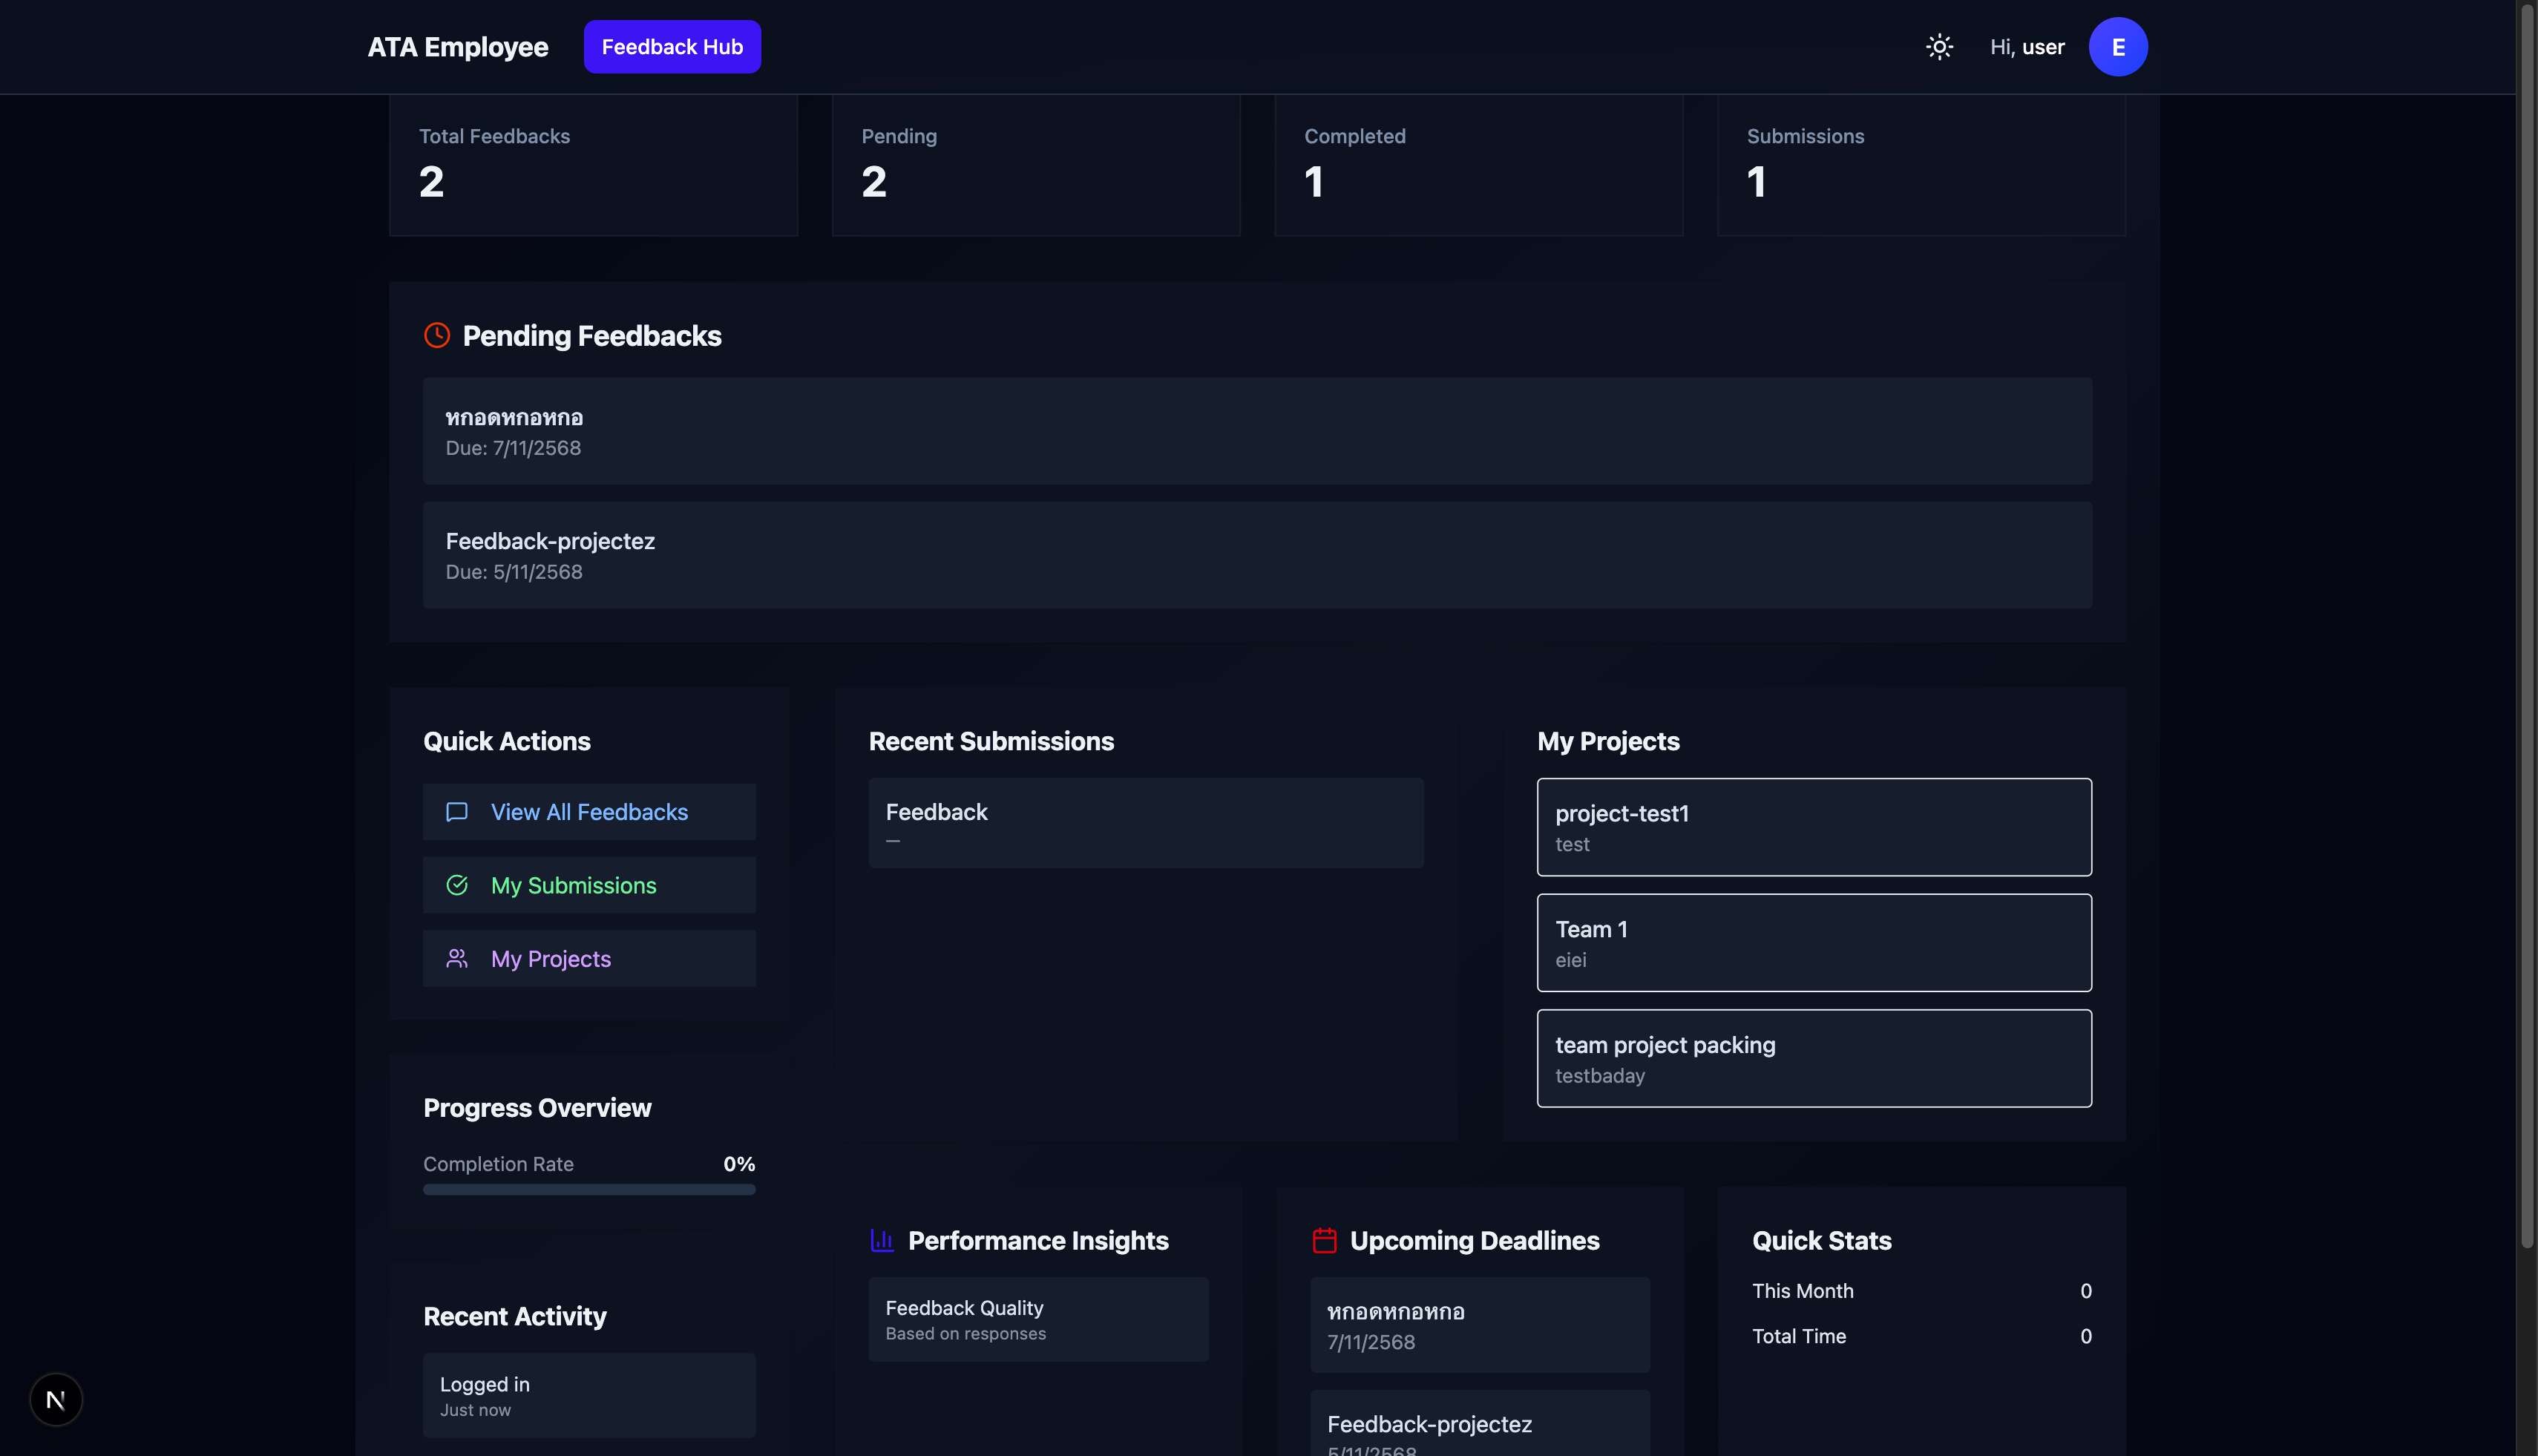 ATA Employee
Feedback Hub
Hi, user
E
Total Feedbacks
2
Pending
2
Completed
1
Submissions
1
Pending Feedbacks
หกอดหกอหกอ
Due: 7/11/2568
Feedback-projectez
Due: 5/11/2568
Quick Actions
View All Feedbacks
My Submissions
My Projects
Recent Submissions
Feedback
—
My Projects
project-test1
test
Team 1
eiei
team project packing
testbaday
Progress Overview
Completion Rate
0%
Recent Activity
Logged in
Just now
Performance Insights
Feedback Quality
Based on responses
Upcoming Deadlines
หกอดหกอหกอ
7/11/2568
Feedback-projectez
5/11/2568
Quick Stats
This Month
0
Total Time
0
N